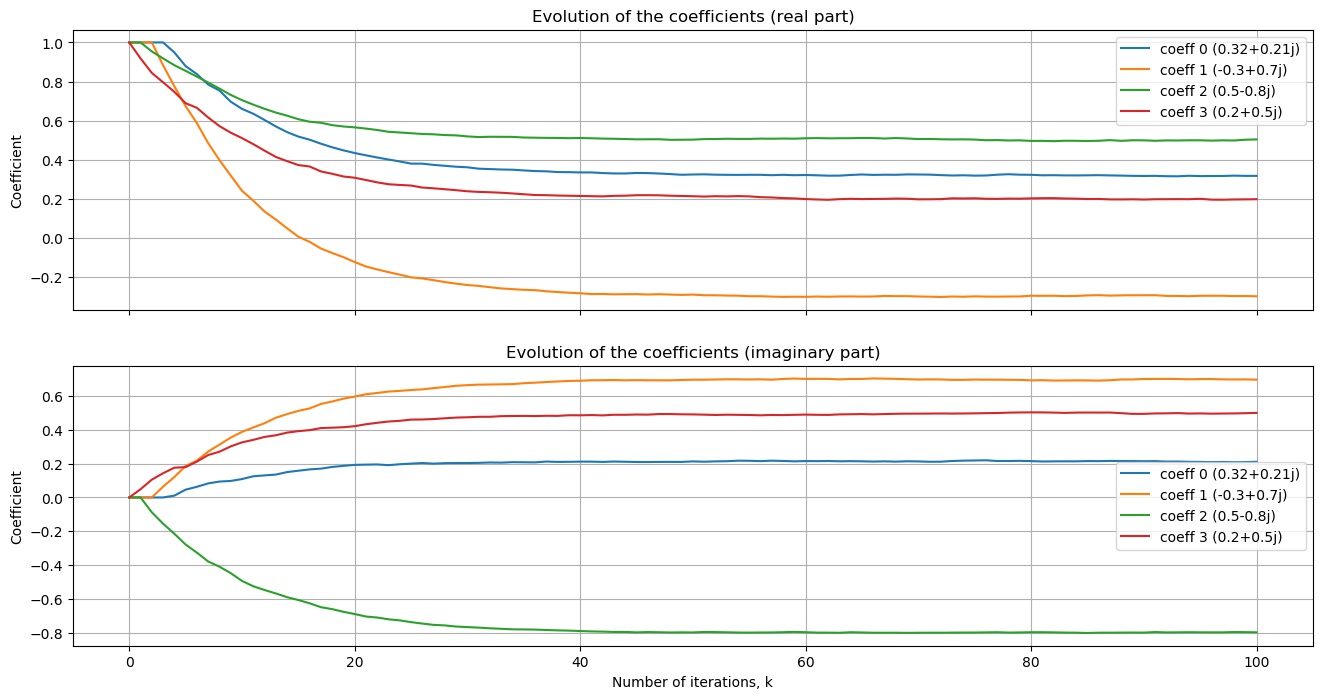 Evolution of the coefficients (real part)
1.0
0.8
0.6
0.4
0.2
0.0
−0.2
Coefficient
coeff 0 (0.32+0.21j)
coeff 1 (-0.3+0.7j)
coeff 2 (0.5-0.8j)
coeff 3 (0.2+0.5j)
Evolution of the coefficients (imaginary part)
0.6
0.4
0.2
0.0
−0.2
−0.4
−0.6
−0.8
Coefficient
coeff 0 (0.32+0.21j)
coeff 1 (-0.3+0.7j)
coeff 2 (0.5-0.8j)
coeff 3 (0.2+0.5j)
0 20 40 60 80 100
Number of iterations, k